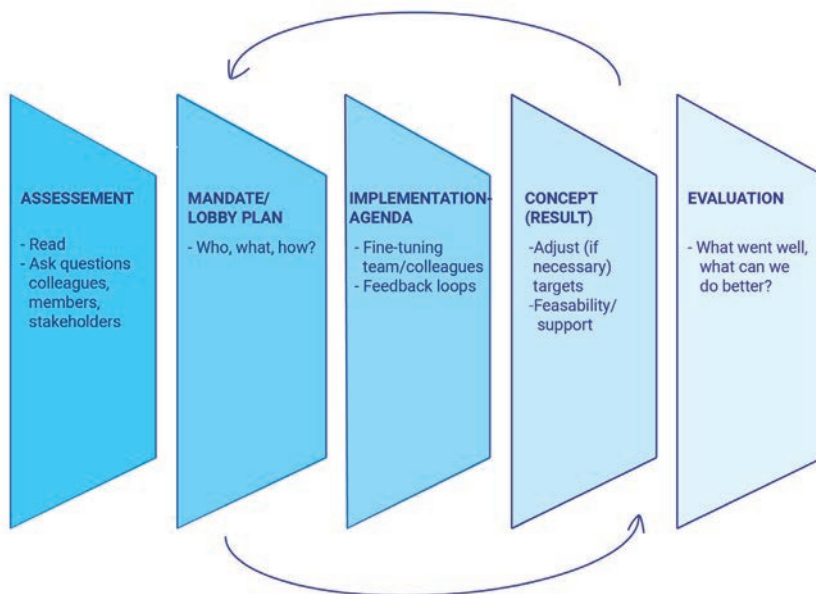 ASSESSEMENT
- Read
- Ask questions
colleagues,
members,
stakeholders
MANDATE/
LOBBY PLAN
- Who, what, how?
IMPLEMENTATION-
AGENDA
- Fine-tuning
team/colleagues
- Feedback loops
CONCEPT
(RESULT)
-Adjust (if
necessary)
targets
-Feasability/
support
EVALUATION
- What went well,
what can we
do better?